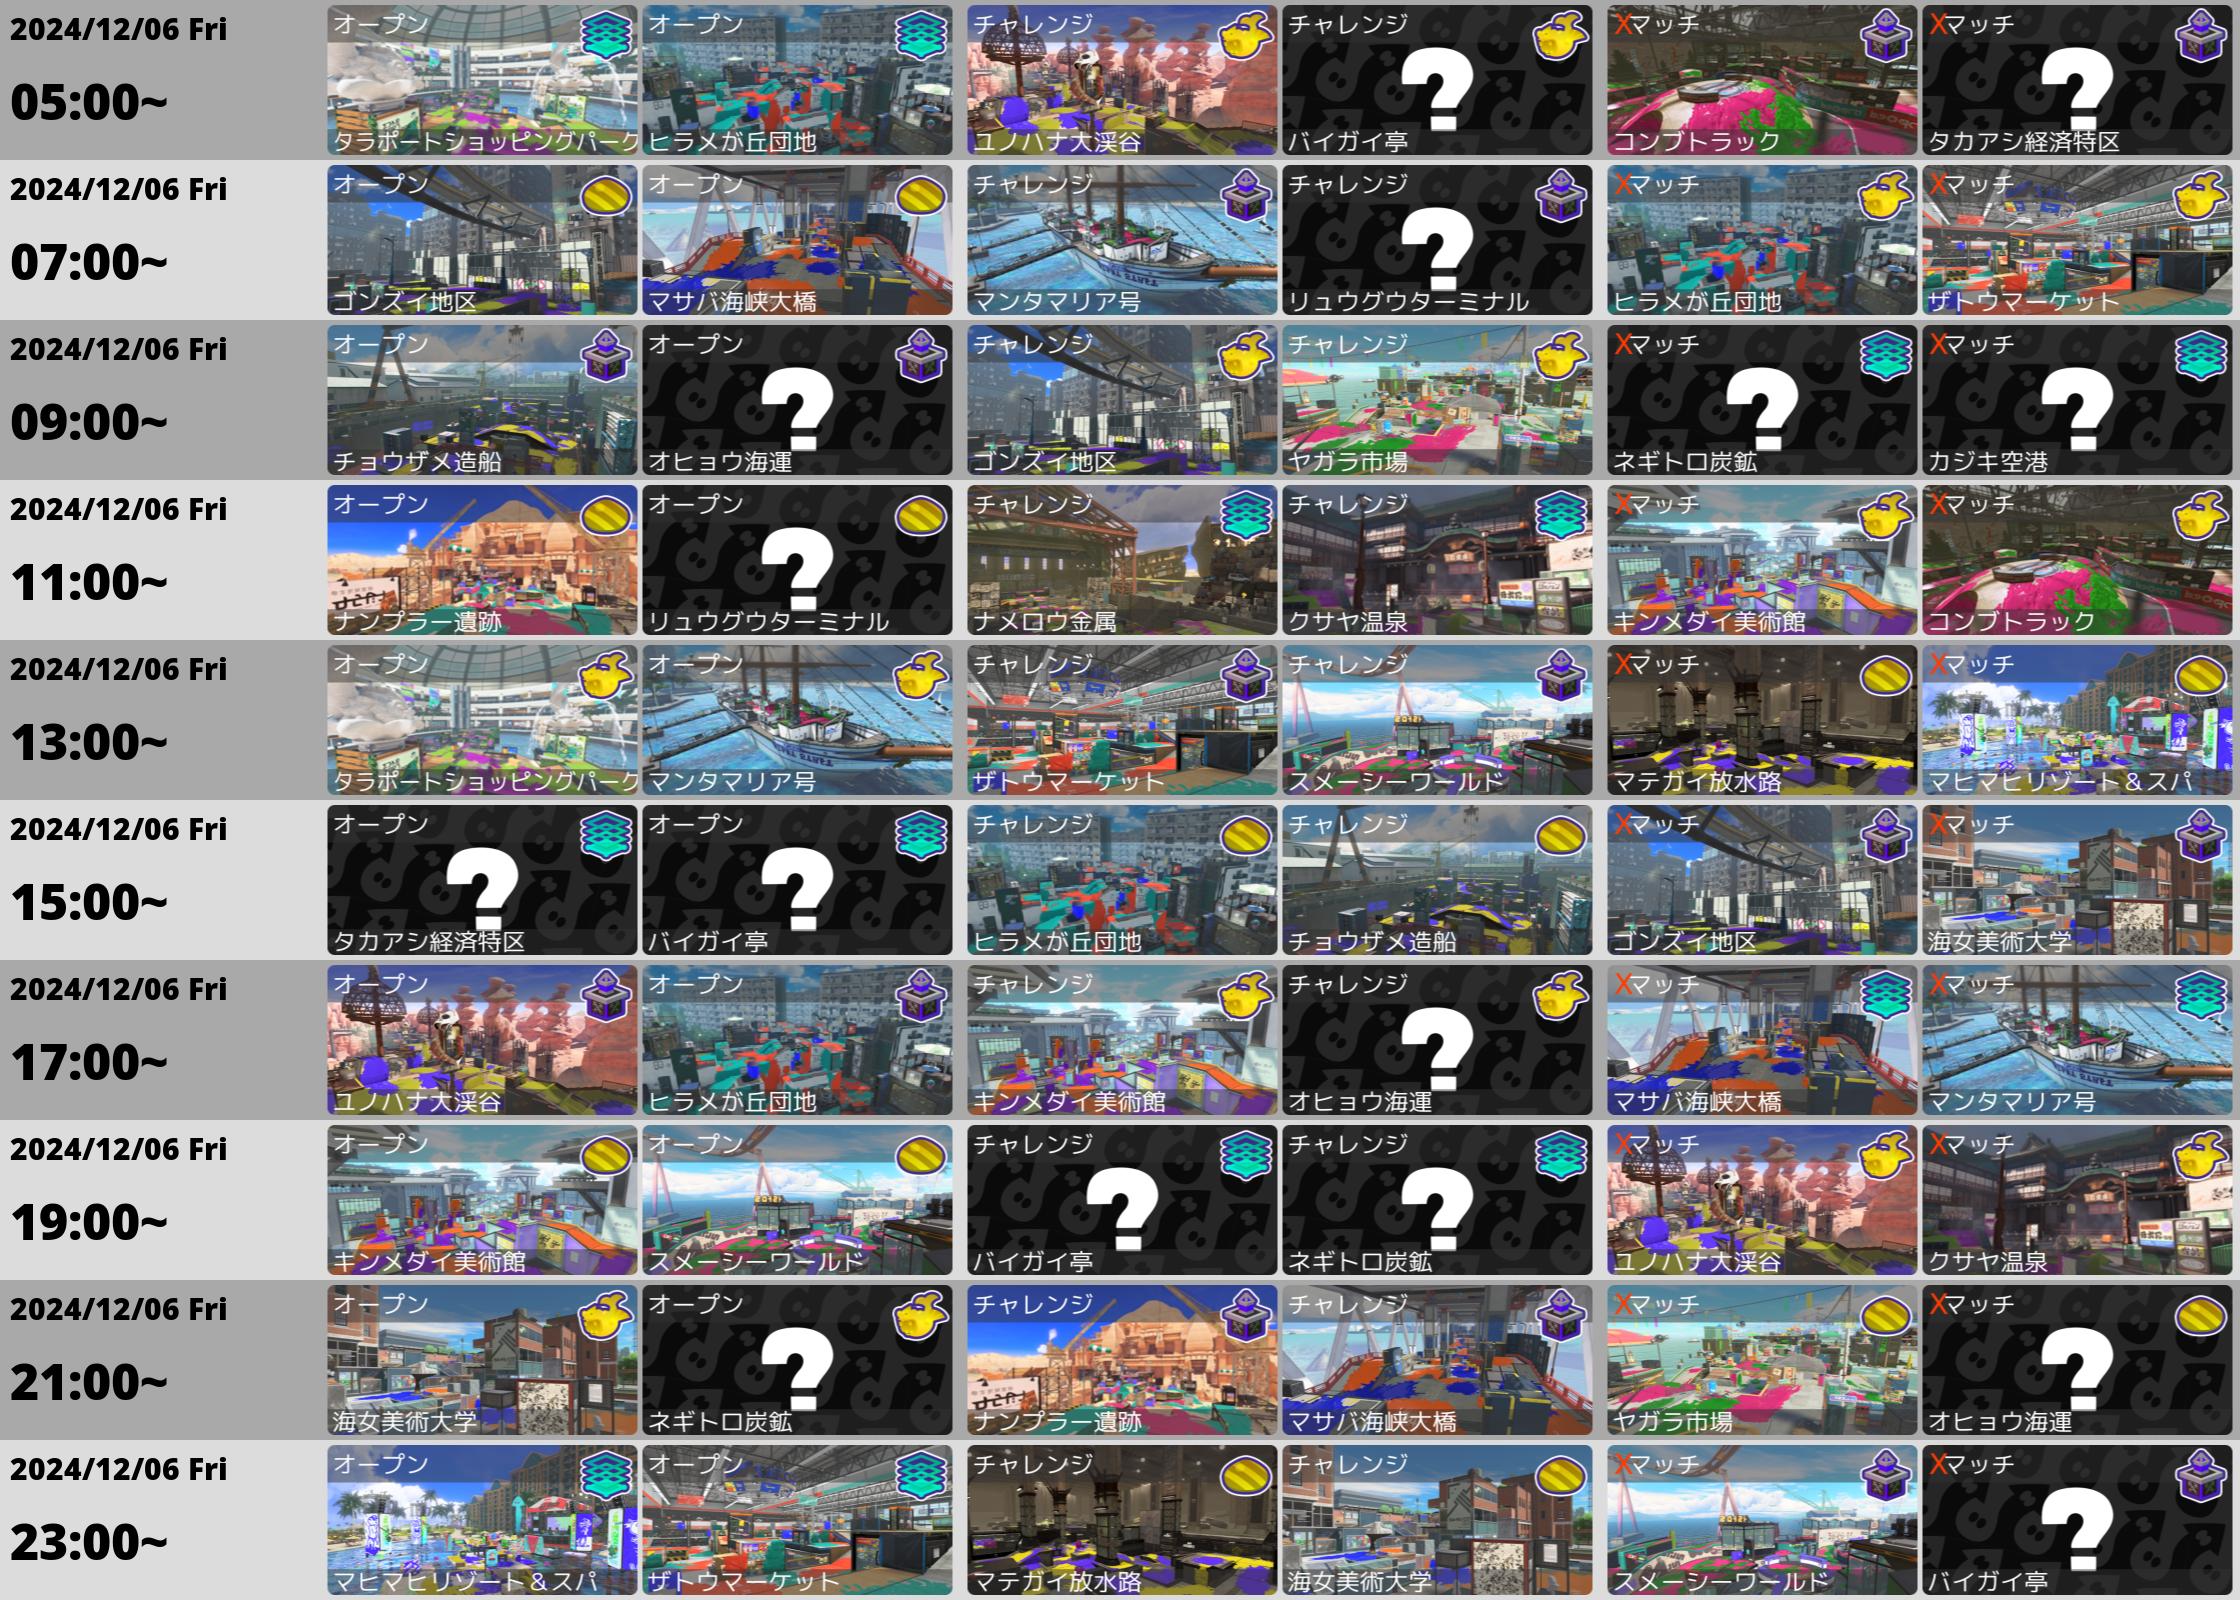 2024/12/06 Fri
05:00~
オープン
タラポートショッピングパーク
オープン
ヒラメが丘団地
チャレンジ
ユノハナ大渓谷
チャレンジ
バイガイ亭
Xマッチ
コンブトラック
Xマッチ
タカアシ経済特区
2024/12/06 Fri
07:00~
オープン
ゴンズイ地区
オープン
マサバ海峡大橋
チャレンジ
マンタマリア号
チャレンジ
リュウグウターミナル
Xマッチ
ヒラメが丘団地
Xマッチ
ザトウマーケット
2024/12/06 Fri
09:00~
オープン
チョウザメ造船
オープン
オヒョウ海運
チャレンジ
ゴンズイ地区
チャレンジ
ヤガラ市場
Xマッチ
ネギトロ炭鉱
Xマッチ
カジキ空港
2024/12/06 Fri
11:00~
オープン
ナンプラー遺跡
オープン
リュウグウターミナル
チャレンジ
ナメロウ金属
チャレンジ
クサヤ温泉
Xマッチ
キンメダイ美術館
Xマッチ
コンブトラック
2024/12/06 Fri
13:00~
オープン
タラポートショッピングパーク
オープン
マンタマリア号
チャレンジ
ザトウマーケット
チャレンジ
スメーシーワールド
Xマッチ
マテガイ放水路
Xマッチ
マヒマヒリゾート＆スパ
2024/12/06 Fri
15:00~
オープン
タカアシ経済特区
オープン
バイガイ亭
チャレンジ
ヒラメが丘団地
チャレンジ
チョウザメ造船
Xマッチ
ゴンズイ地区
Xマッチ
海女美術大学
2024/12/06 Fri
17:00~
オープン
ユノハナ大渓谷
オープン
ヒラメが丘団地
チャレンジ
キンメダイ美術館
チャレンジ
オヒョウ海運
Xマッチ
マサバ海峡大橋
Xマッチ
マンタマリア号
2024/12/06 Fri
19:00~
オープン
キンメダイ美術館
オープン
スメーシーワールド
チャレンジ
バイガイ亭
チャレンジ
ネギトロ炭鉱
Xマッチ
ユノハナ大渓谷
Xマッチ
クサヤ温泉
2024/12/06 Fri
21:00~
オープン
海女美術大学
オープン
ネギトロ炭鉱
チャレンジ
ナンプラー遺跡
チャレンジ
マサバ海峡大橋
Xマッチ
ヤガラ市場
Xマッチ
オヒョウ海運
2024/12/06 Fri
23:00~
オープン
マヒマヒリゾート＆スパ
オープン
ザトウマーケット
チャレンジ
マテガイ放水路
チャレンジ
海女美術大学
Xマッチ
スメーシーワールド
Xマッチ
バイガイ亭